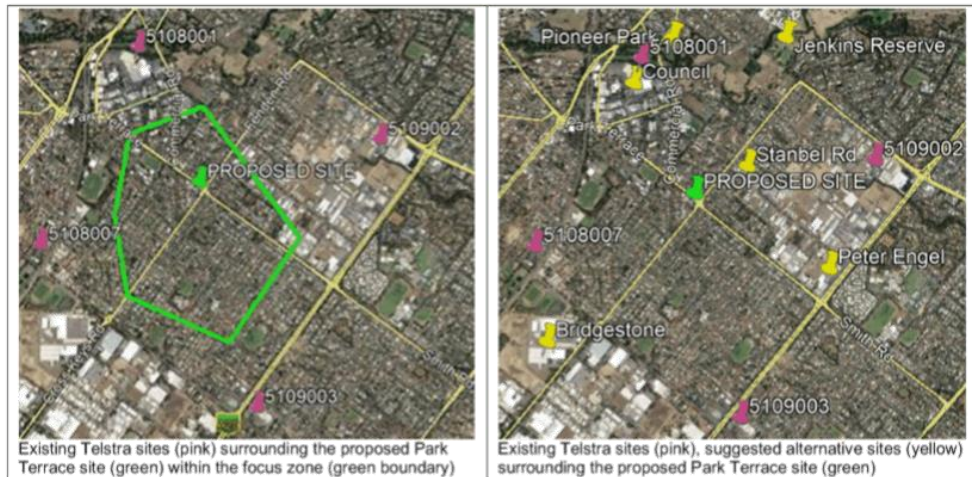 5108001
5109002
PROPOSED SITE
5108007
5109003
Existing Telstra sites (pink) surrounding the proposed Park
Terrace site (green) within the focus zone (green boundary)
Pioneer Park
5108001
Jenkins Reserve
Council
Commercial Rd
Stanbel Rd
5109002
PROPOSED SITE
5108007
Peter Engel
Bridgestone
Smith Rd
5109003
Existing Telstra sites (pink), suggested alternative sites (yellow)
surrounding the proposed Park Terrace site (green)